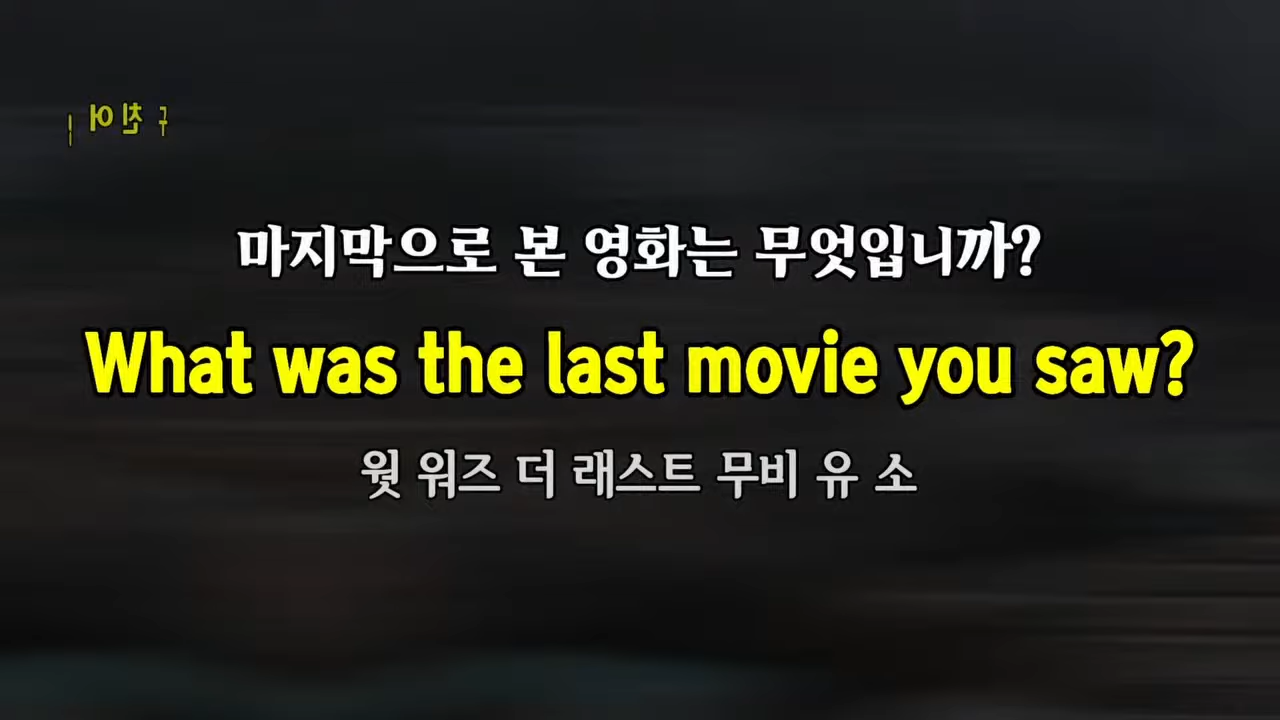 마지막으로 본 영화는 무엇입니까?
What was the last movie you saw?
웟 워즈 더 래스트 무비 유 소